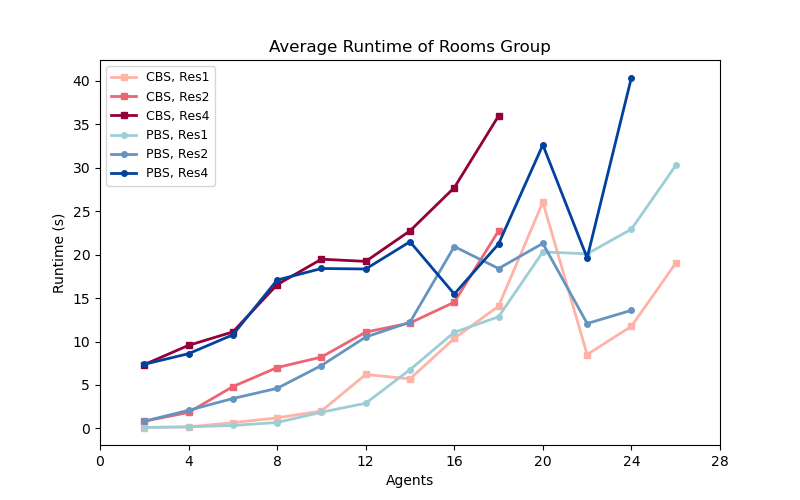 Average Runtime of Rooms Group
CBS, Res1
CBS, Res2
CBS, Res4
PBS, Res1
PBS, Res2
PBS, Res4
Runtime (s)
40
35
30
25
20
15
10
5
0
0 4 8 12 16 20 24 28
Agents